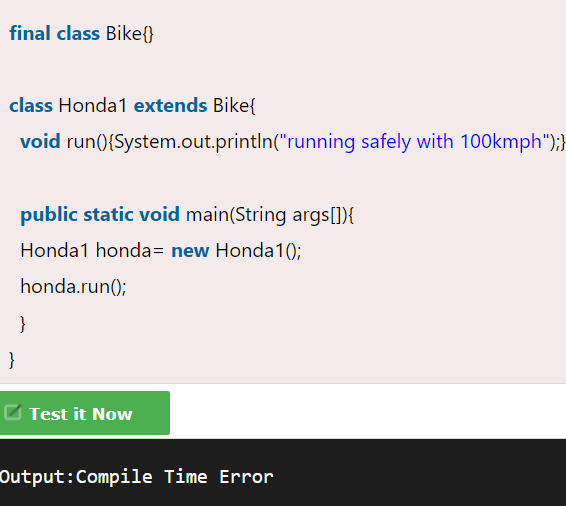 final class Bike{}
class Honda1 extends Bike{
void run(){System.out.println("running safely with 100kmph");}
public static void main(String args[]){
Honda1 honda= new Honda1();
honda.run();
}
}
Test it Now
Output:Compile Time Error